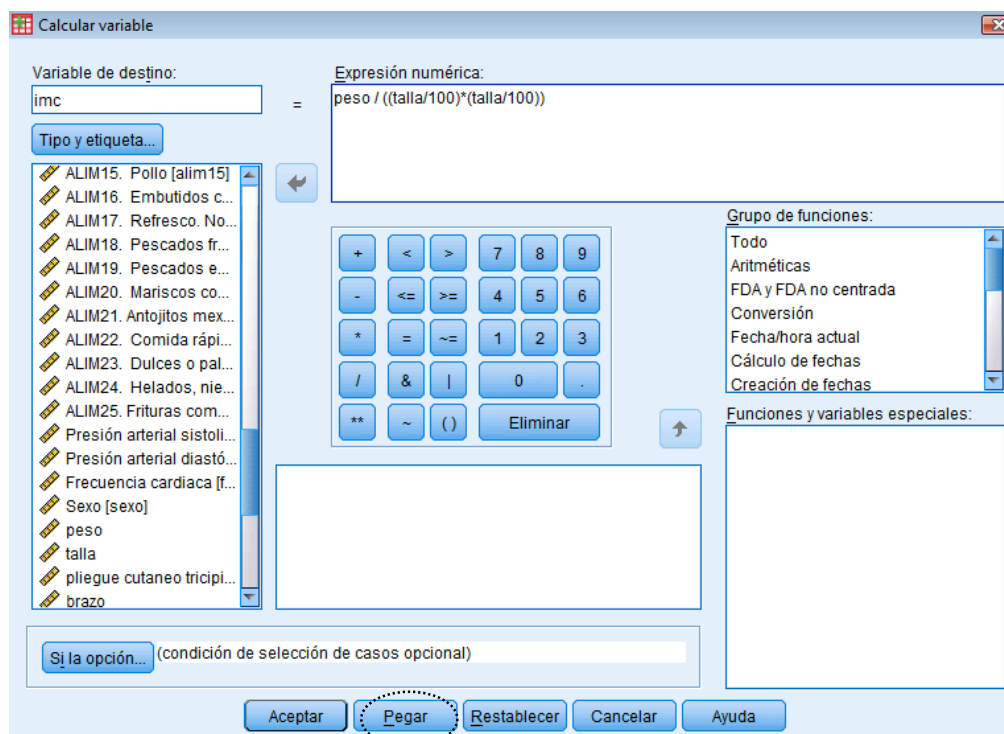 Calcular variable
Variable de destino:
imc
=
Expresión numérica:
peso / ((talla/100)*(talla/100))
Tipo y etiqueta...
ALIM15. Pollo [alim15]
ALIM16. Embutidos c...
ALIM17. Refresco. No...
ALIM18. Pescados fr...
ALIM19. Pescados e...
ALIM20. Mariscos co...
ALIM21. Antojitos mex...
ALIM22. Comida rápi...
ALIM23. Dulces o pal...
ALIM24. Helados, nie...
ALIM25. Frituras com...
Presión arterial sistoli...
Presión arterial diastó...
Frecuencia cardiaca [f...
Sexo [sexo]
peso
talla
pliegue cutaneo tricipi...
brazo
+ < > 7 8 9
- <= >= 4 5 6
* = ~= 1 2 3
/ & | 0 .
** ~ ( ) Eliminar
Grupo de funciones:
Todo
Aritméticas
FDA y FDA no centrada
Conversión
Fecha/hora actual
Cálculo de fechas
Creación de fechas
Funciones y variables especiales:
Si la opción... (condición de selección de casos opcional)
Aceptar Pegar Restablecer Cancelar Ayuda